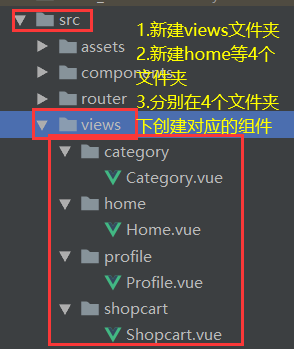 src
assets
components
router
views
category
Category.vue
home
Home.vue
profile
Profile.vue
shopcart
Shopcart.vue
1.新建views文件夹
2.新建home等4个
文件夹
3.分别在4个文件夹
下创建对应的组件